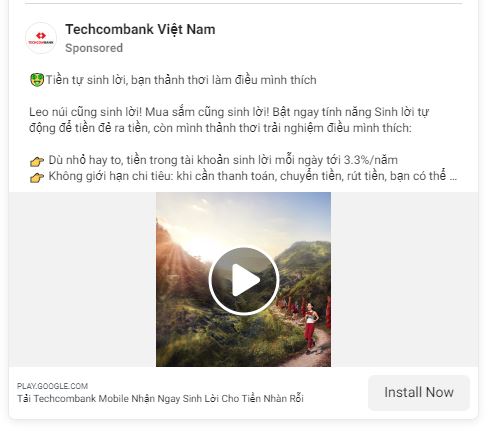 Techcombank Việt Nam
TECHCOMBANK
Sponsored
🤑Tiền tự sinh lời, bạn thảnh thơi làm điều mình thích
Leo núi cũng sinh lời! Mua sắm cũng sinh lời! Bật ngay tính năng Sinh lời tự
động để tiền đẻ ra tiền, còn mình thảnh thơi trải nghiệm điều mình thích:
👉 Dù nhỏ hay to, tiền trong tài khoản sinh lời mỗi ngày tới 3.3%/năm
👉 Không giới hạn chi tiêu: khi cần thanh toán, chuyển tiền, rút tiền, bạn có thể ...
PLAY.GOOGLE.COM
Tải Techcombank Mobile Nhận Ngay Sinh Lời Cho Tiền Nhàn Rỗi
Install Now